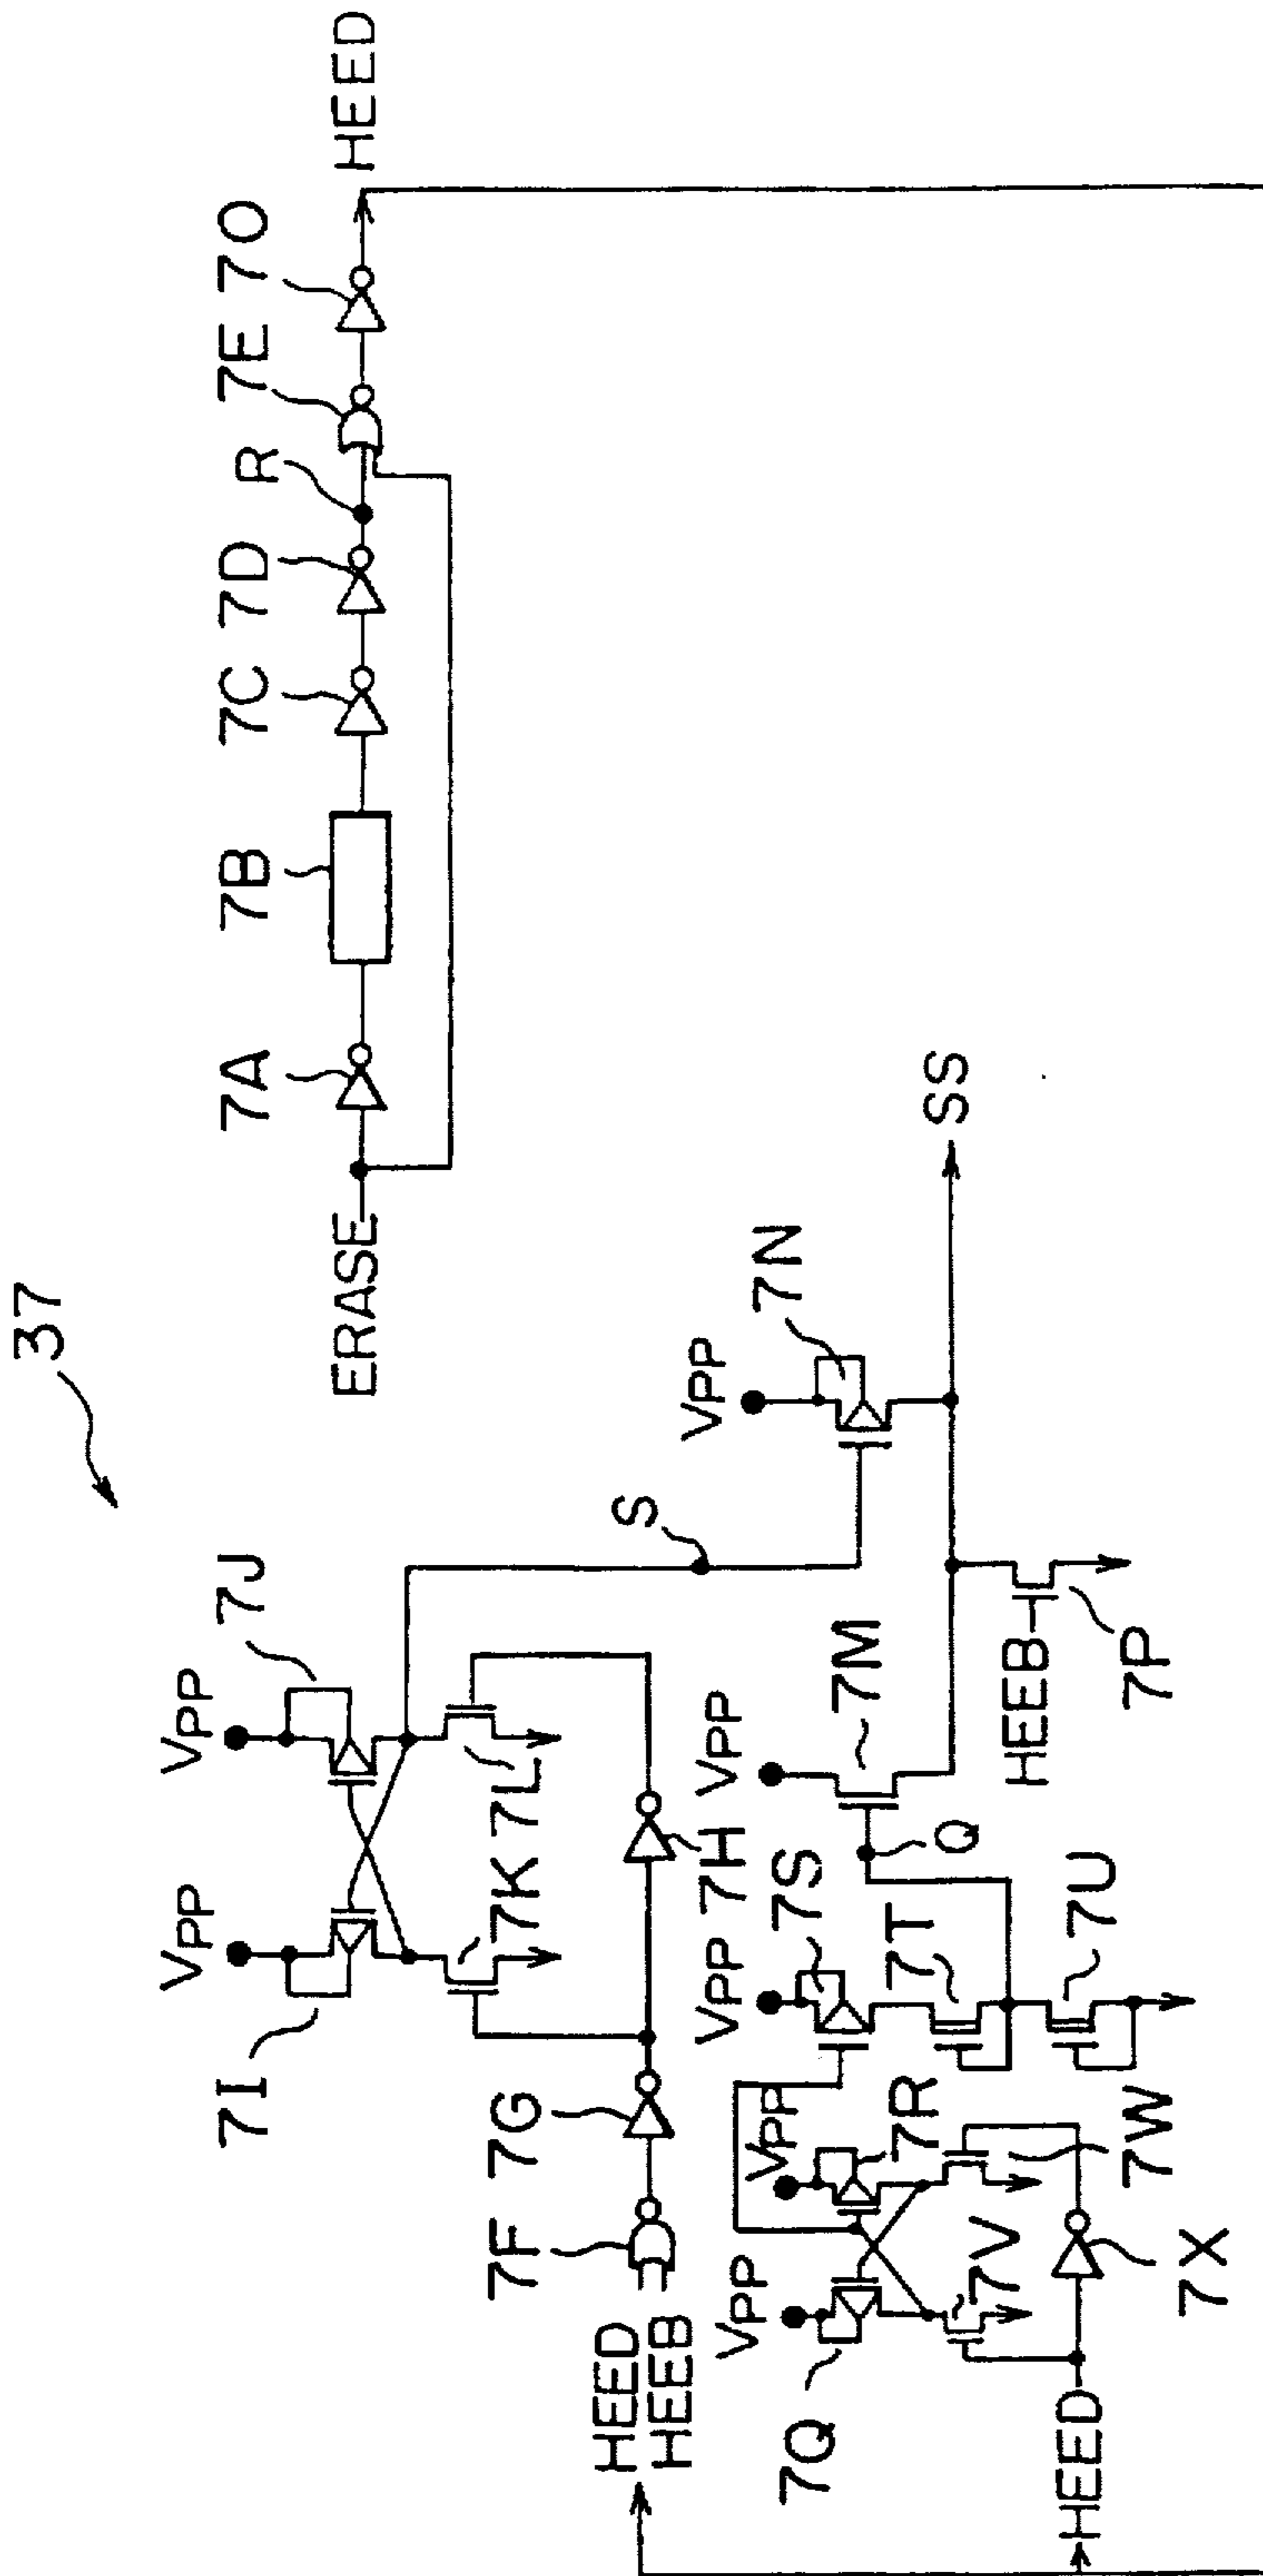 37
ERASE
7A
7B
7C
7D
R
7E
7O
HEED
VPP
7I
VPP
7J
7K
7L
HEED
HEEB
7F
7G
7H
S
VPP
7N
SS
VPP
7M
Q
HEEB
7P
VPP
7Q
VPP
7R
VPP
7S
7T
7U
7V
7W
HEED
7X